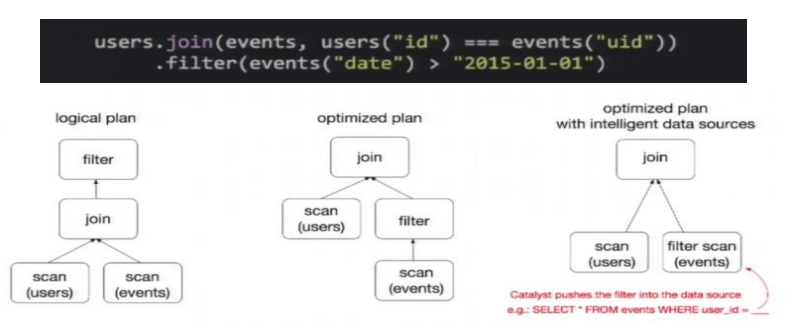 users.join(events, users("id") === events("uid"))
.filter(events("date") > "2015-01-01")
logical plan
filter
join
scan
(users)
scan
(events)
optimized plan
join
scan
(users)
filter
scan
(events)
optimized plan
with intelligent data sources
join
scan
(users)
filter scan
(events)
Catalyst pushes the filter into the data source
e.g.: SELECT * FROM events WHERE user_id = ___